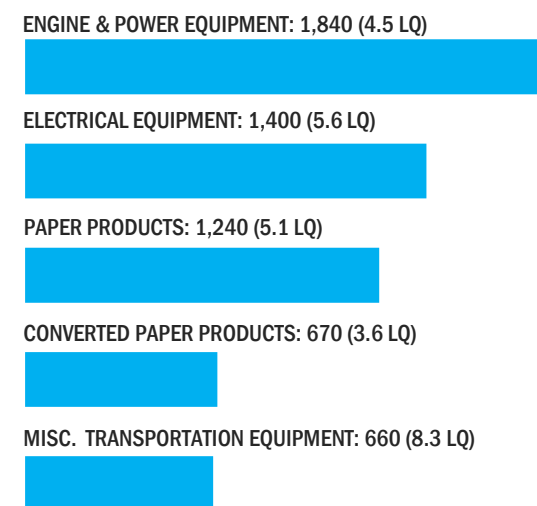 ENGINE & POWER EQUIPMENT: 1,840 (4.5 LQ)
ELECTRICAL EQUIPMENT: 1,400 (5.6 LQ)
PAPER PRODUCTS: 1,240 (5.1 LQ)
CONVERTED PAPER PRODUCTS: 670 (3.6 LQ)
MISC. TRANSPORTATION EQUIPMENT: 660 (8.3 LQ)